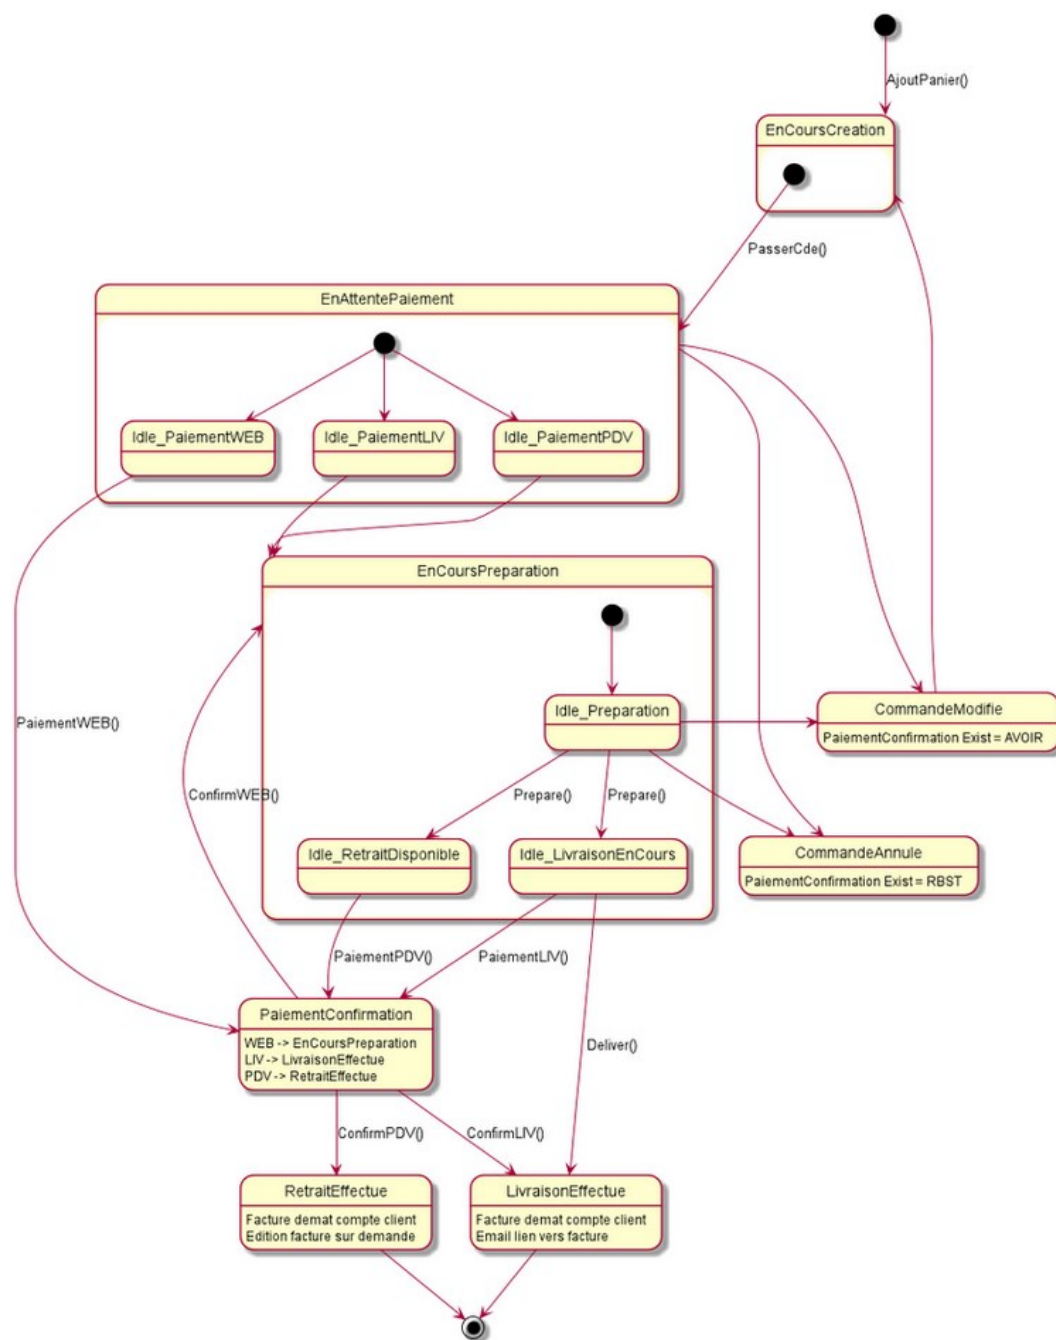 AjoutPanier()
EnCoursCreation
PasserCde()
EnAttentePaiement
Idle_PaiementWEB
Idle_PaiementLIV
Idle_PaiementPDV
EnCoursPreparation
Idle_Preparation
CommandeModifie
PaiementConfirmation Exist = AVOIR
PaiementWEB()
ConfirmWEB()
Prepare()
Prepare()
Idle_RetraitDisponible
Idle_LivraisonEnCours
CommandeAnnule
PaiementConfirmation Exist = RBST
PaiementPDV()
PaiementLIV()
PaiementConfirmation
WEB -> EnCoursPreparation
LIV -> LivraisonEffectue
PDV -> RetraitEffectue
Deliver()
ConfirmPDV()
ConfirmLIV()
RetraitEffectue
Facture demat compte client
Edition facture sur demande
LivraisonEffectue
Facture demat compte client
Email lien vers facture